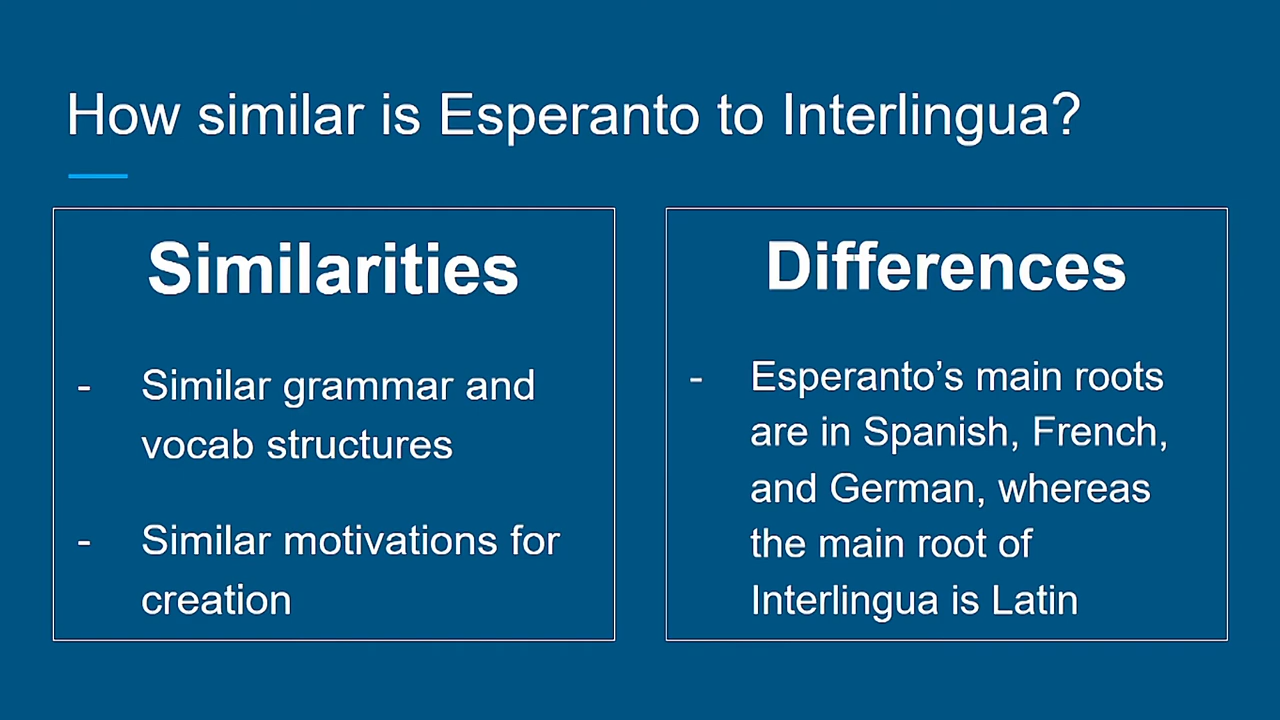 How similar is Esperanto to Interlingua?
Similarities
- Similar grammar and
vocab structures
- Similar motivations for
creation
Differences
- Esperanto’s main roots
are in Spanish, French,
and German, whereas
the main root of
Interlingua is Latin